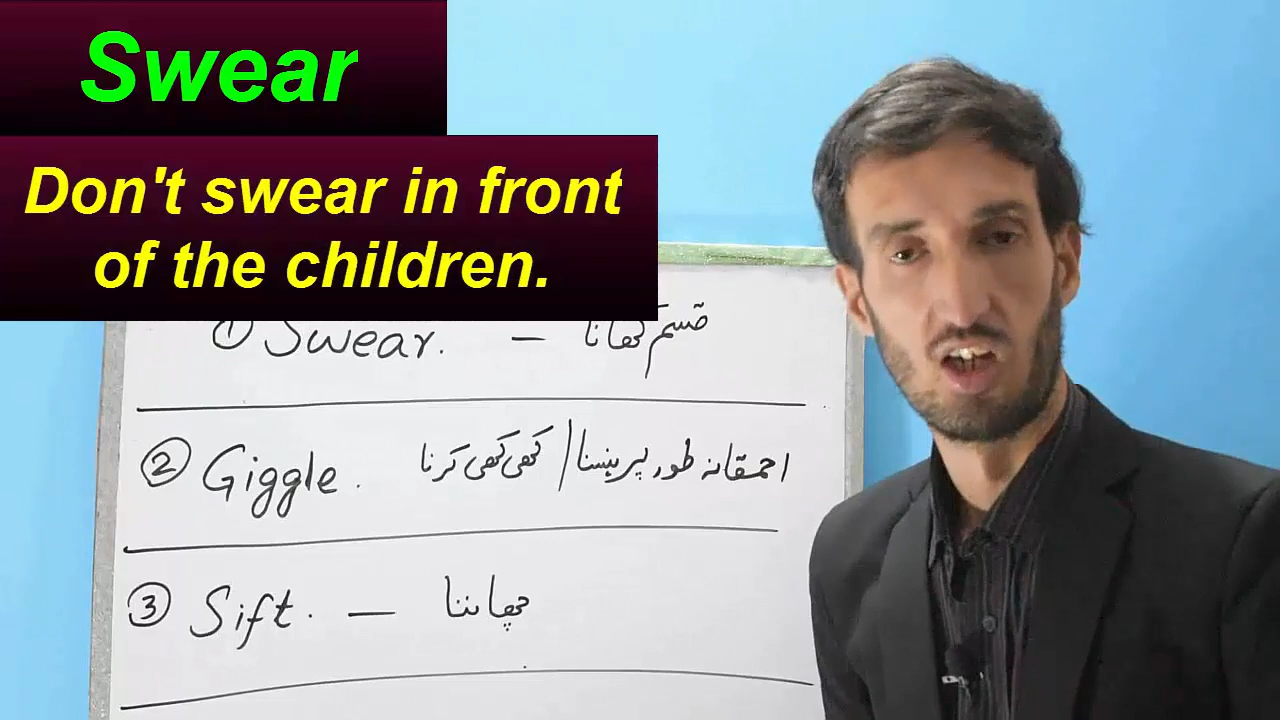 Swear
Don't swear in front
of the children.
① Swear. — قسم کھانا
② Giggle. احمقانہ طور پر ہنسنا / کھی کھی کرنا
③ Sift. — چھاننا